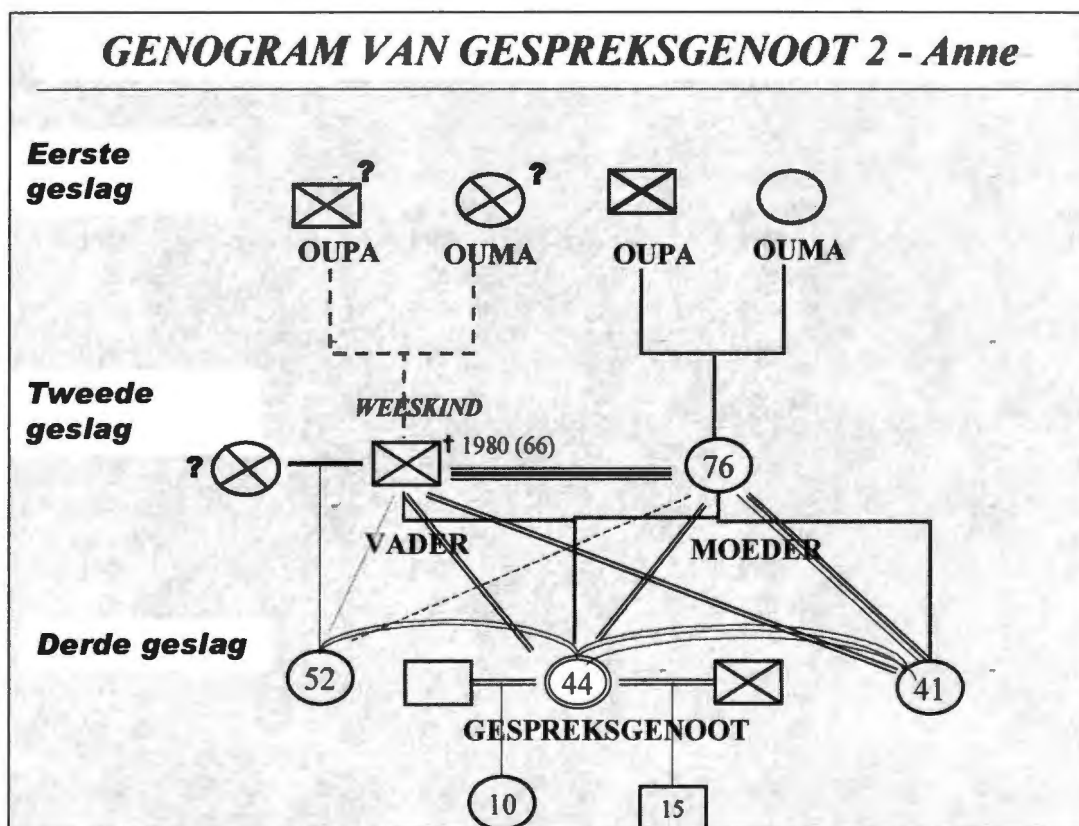 GENOGRAM VAN GESPREKSGENOOT 2 - Anne
Eerste
geslag
? ?
OUPA OUMA OUPA OUMA
Tweede
geslag
WEESKIND
† 1980 (66)
? 76
VADER MOEDER
Derde geslag
52 44 41
GESPREKSGENOOT
10 15